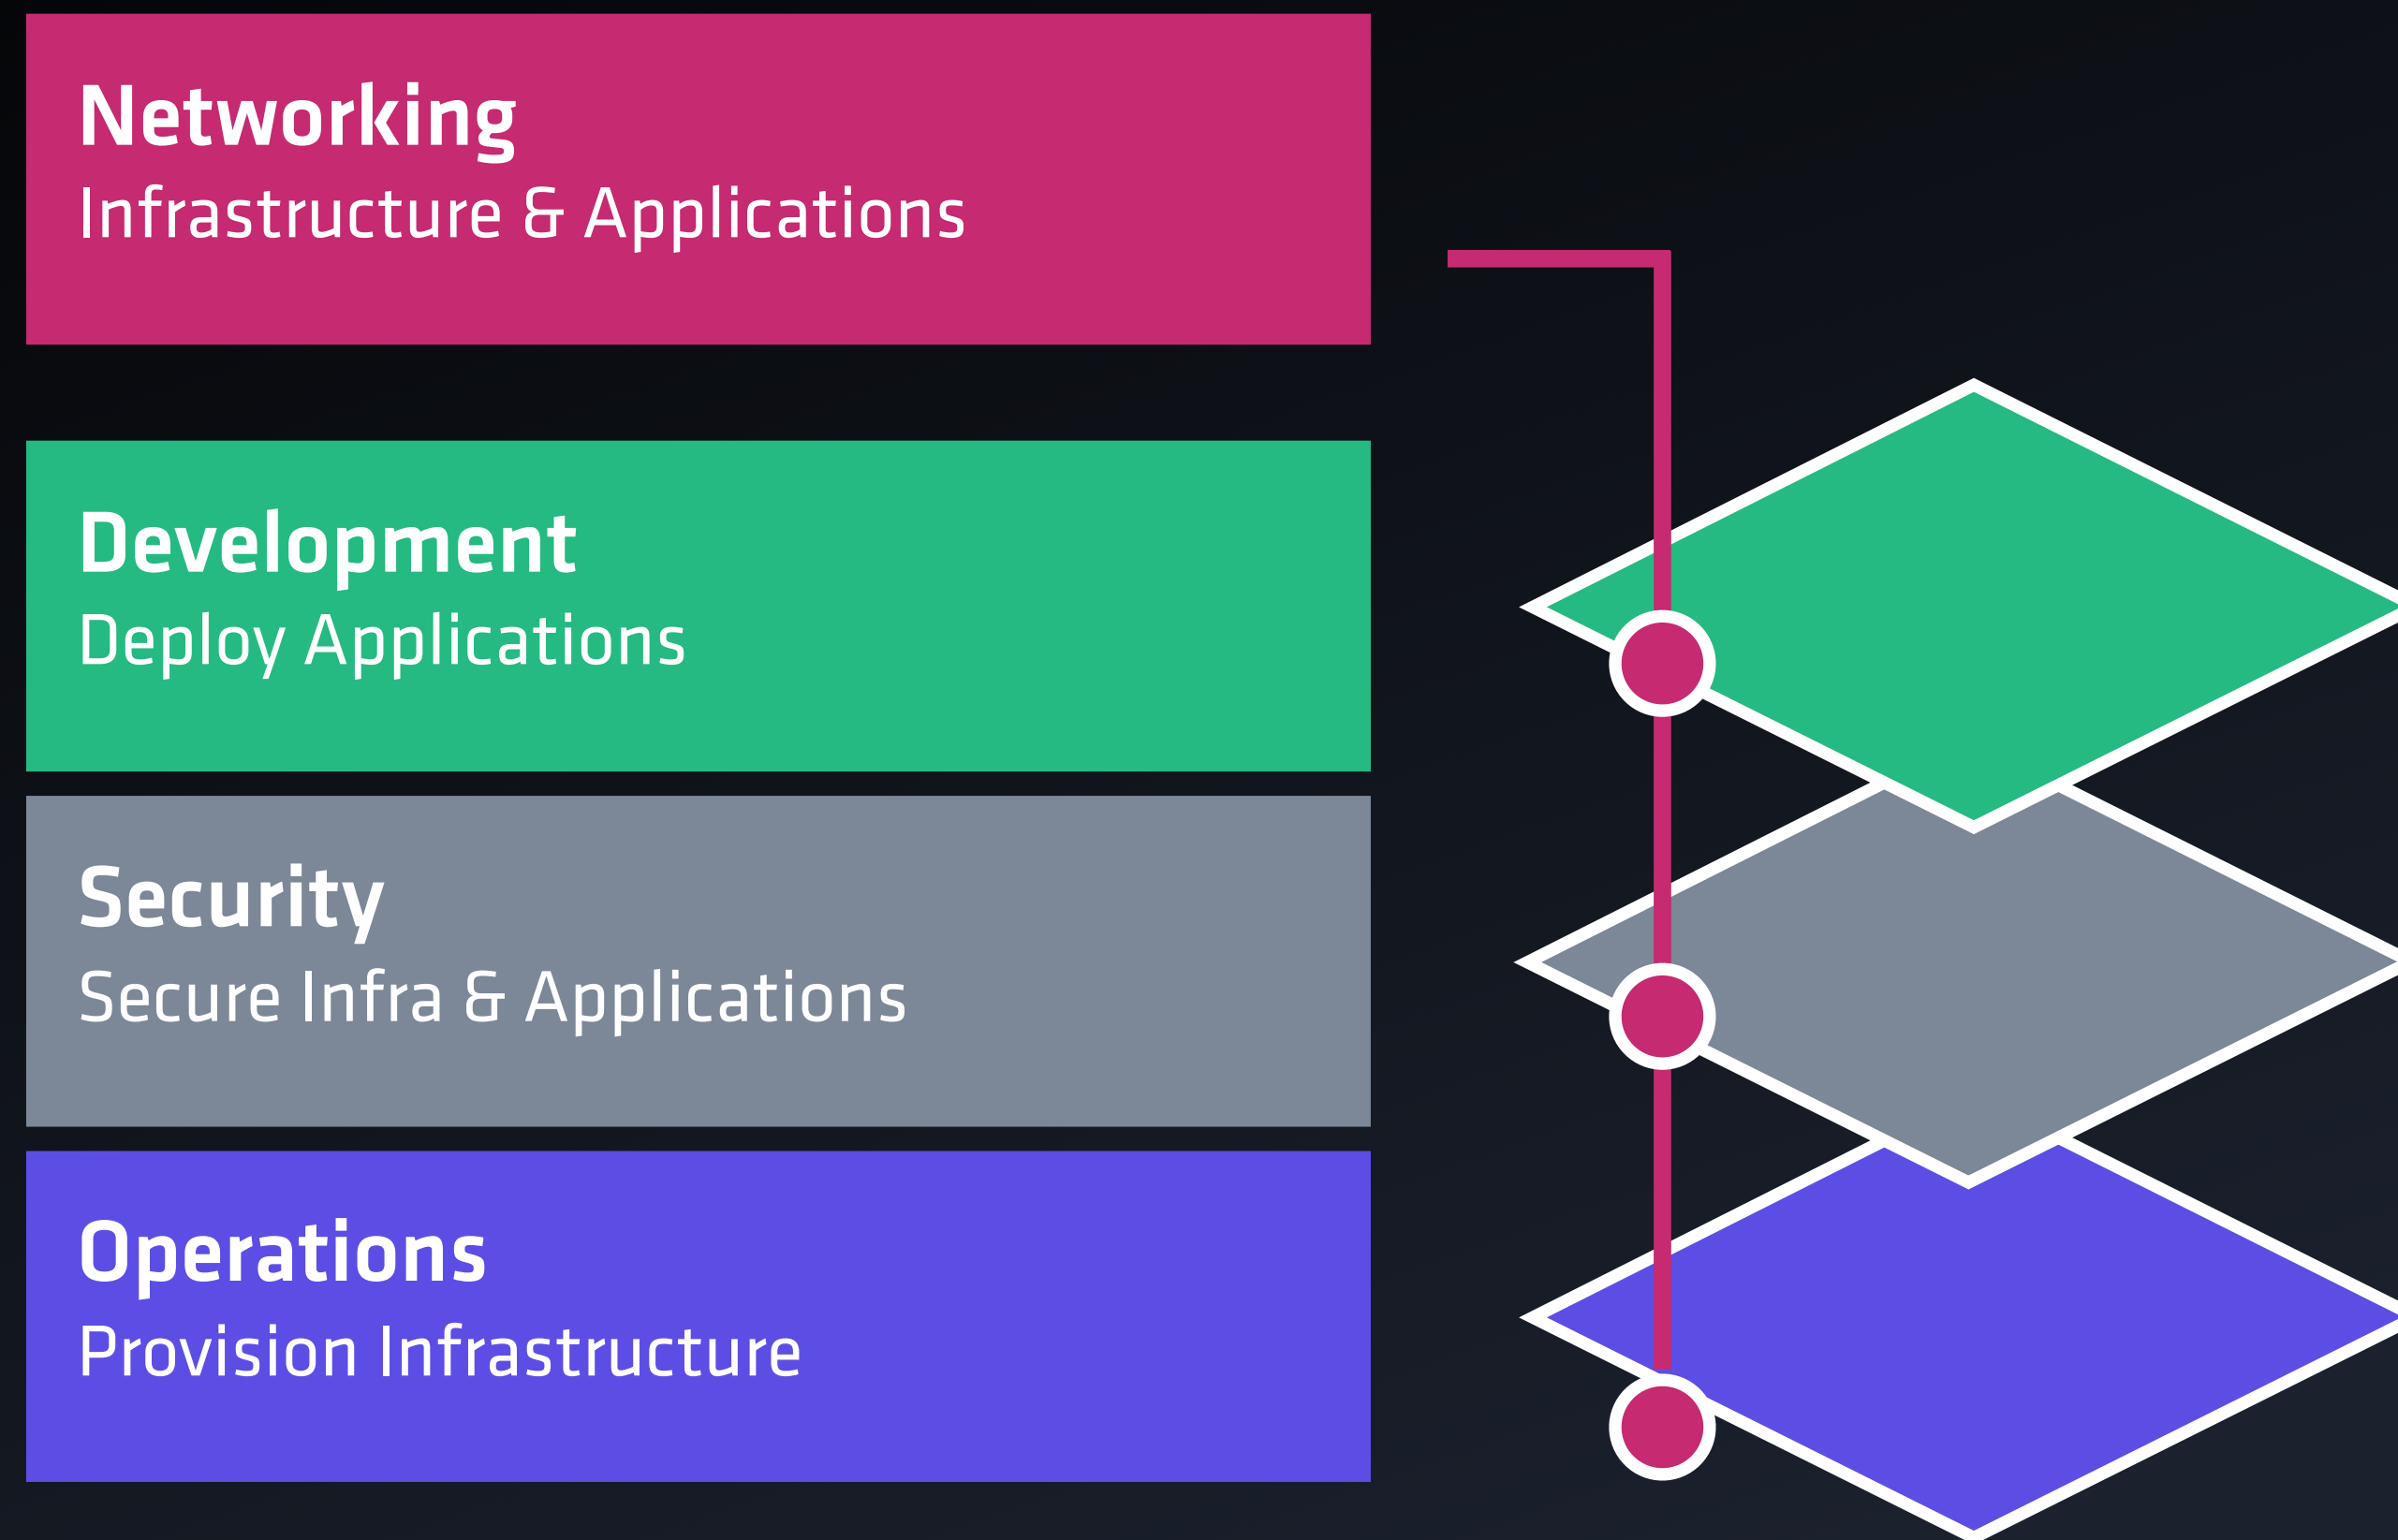 Networking
Infrastructure & Applications
Development
Deploy Applications
Security
Secure Infra & Applications
Operations
Provision Infrastructure